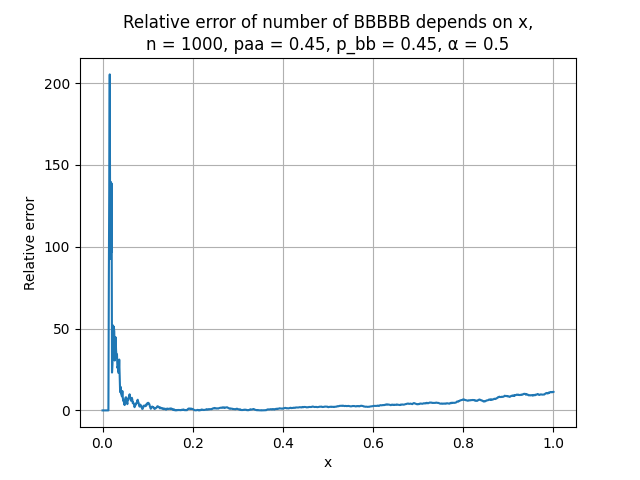 Relative error of number of BBBBB depends on x,
n = 1000, paa = 0.45, p_bb = 0.45, α = 0.5
200
150
100
50
0
Relative error
0.0 0.2 0.4 0.6 0.8 1.0
x